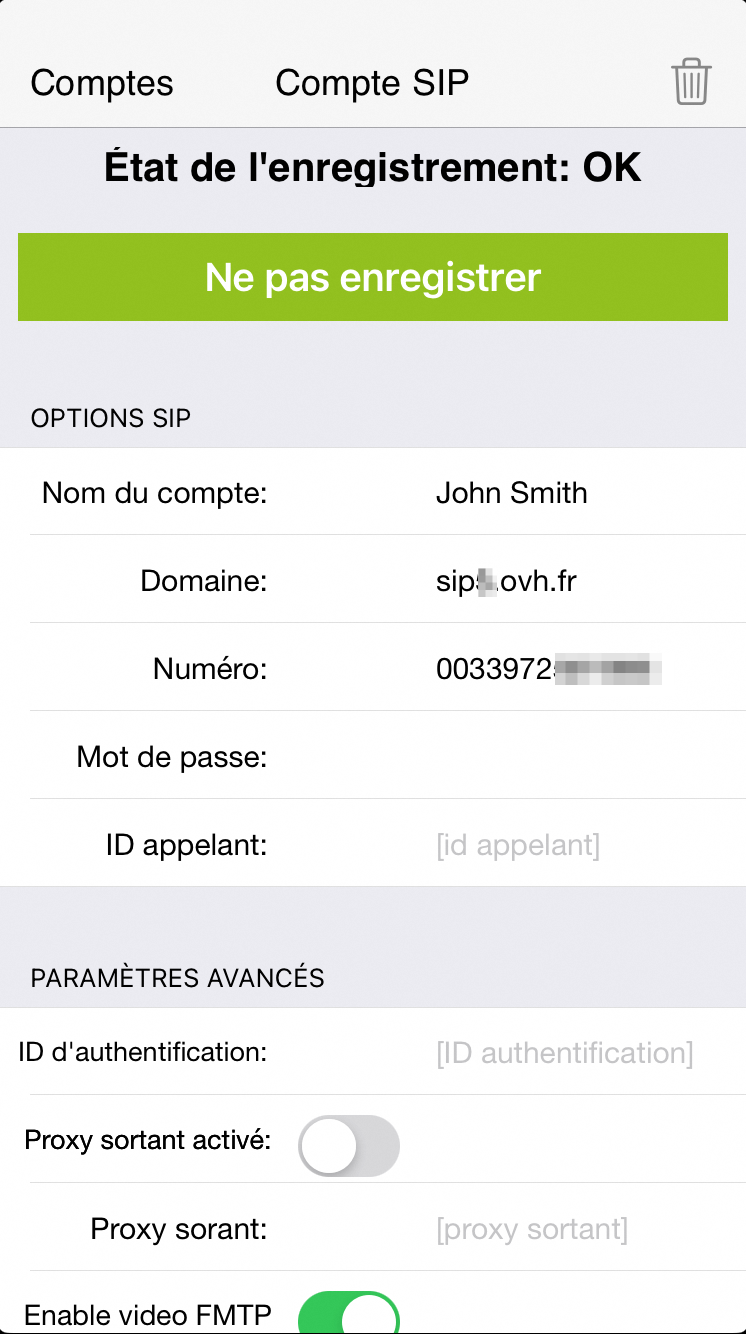 Comptes Compte SIP
État de l'enregistrement: OK
Ne pas enregistrer
OPTIONS SIP
Nom du compte: John Smith
Domaine: sip .ovh.fr
Numéro: 0033972
Mot de passe:
ID appelant: [id appelant]
PARAMÈTRES AVANCÉS
ID d'authentification: [ID authentification]
Proxy sortant activé:
Proxy sorant: [proxy sortant]
Enable video FMTP